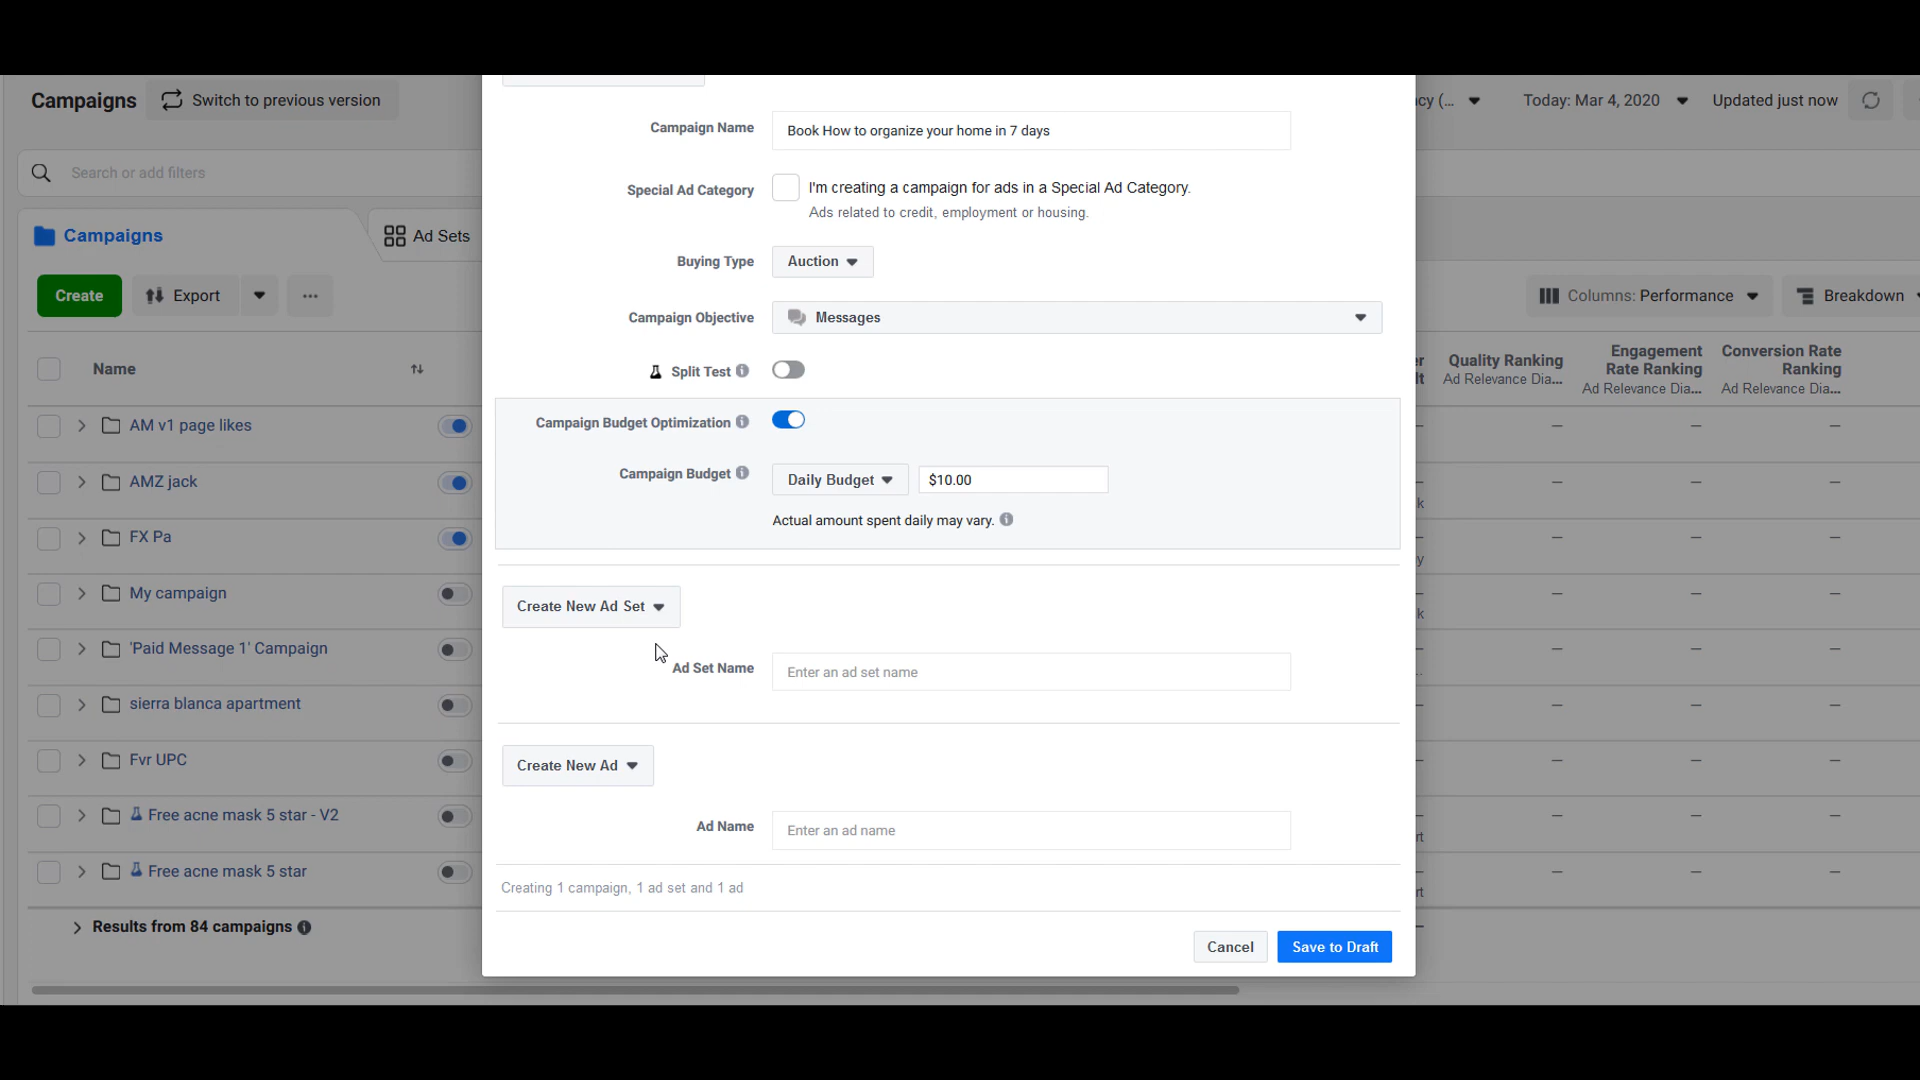 Campaigns
Switch to previous version
cy (...
Today: Mar 4, 2020
Updated just now
Search or add filters
Campaigns
Ad Sets
Create
Export
...
Columns: Performance
Breakdown
Name
Quality Ranking
Ad Relevance Dia...
Engagement
Rate Ranking
Ad Relevance Dia...
Conversion Rate
Ranking
Ad Relevance Dia...
AM v1 page likes
AMZ jack
FX Pa
My campaign
'Paid Message 1' Campaign
sierra blanca apartment
Fvr UPC
Free acne mask 5 star - V2
Free acne mask 5 star
Results from 84 campaigns
Campaign Name
Book How to organize your home in 7 days
Special Ad Category
I'm creating a campaign for ads in a Special Ad Category.
Ads related to credit, employment or housing.
Buying Type
Auction
Campaign Objective
Messages
Split Test
Campaign Budget Optimization
Campaign Budget
Daily Budget
$10.00
Actual amount spent daily may vary.
Create New Ad Set
Ad Set Name
Enter an ad set name
Create New Ad
Ad Name
Enter an ad name
Creating 1 campaign, 1 ad set and 1 ad
Cancel
Save to Draft